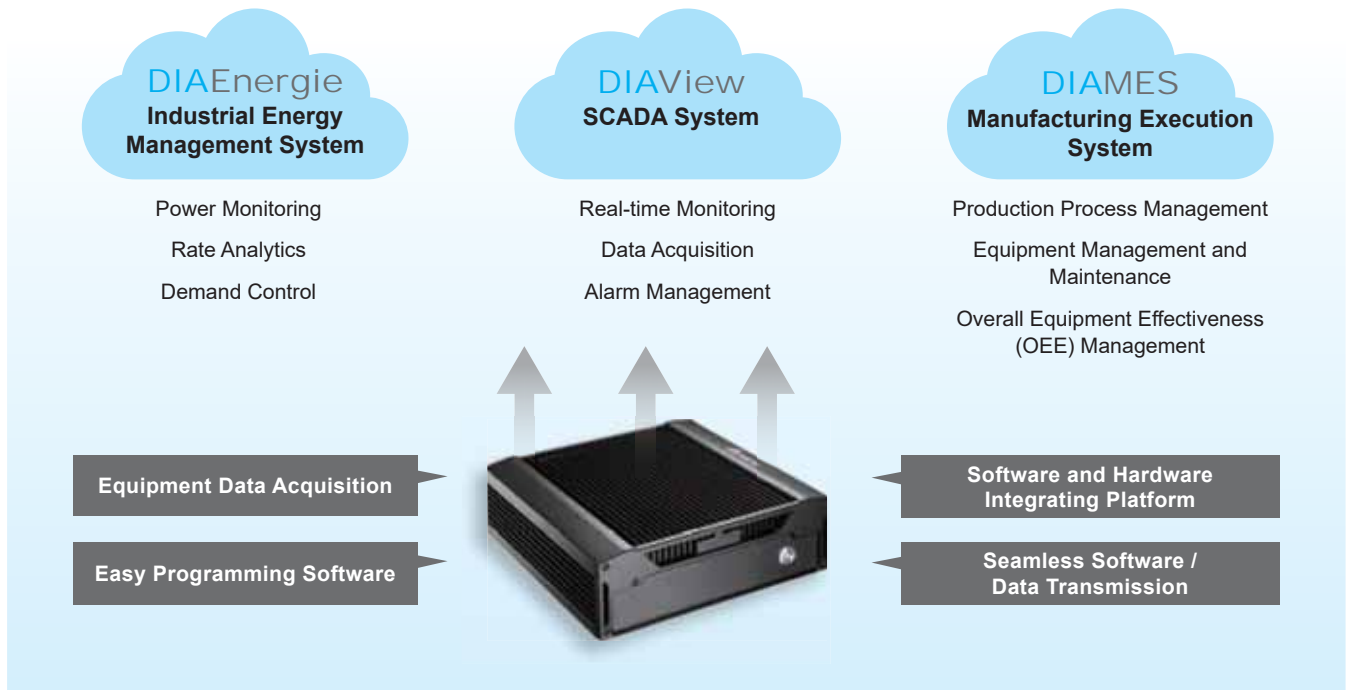 DIAEnergie
Industrial Energy
Management System
Power Monitoring
Rate Analytics
Demand Control
DIAView
SCADA System
Real-time Monitoring
Data Acquisition
Alarm Management
DIAMES
Manufacturing Execution
System
Production Process Management
Equipment Management and
Maintenance
Overall Equipment Effectiveness
(OEE) Management
Equipment Data Acquisition
Easy Programming Software
Software and Hardware
Integrating Platform
Seamless Software /
Data Transmission